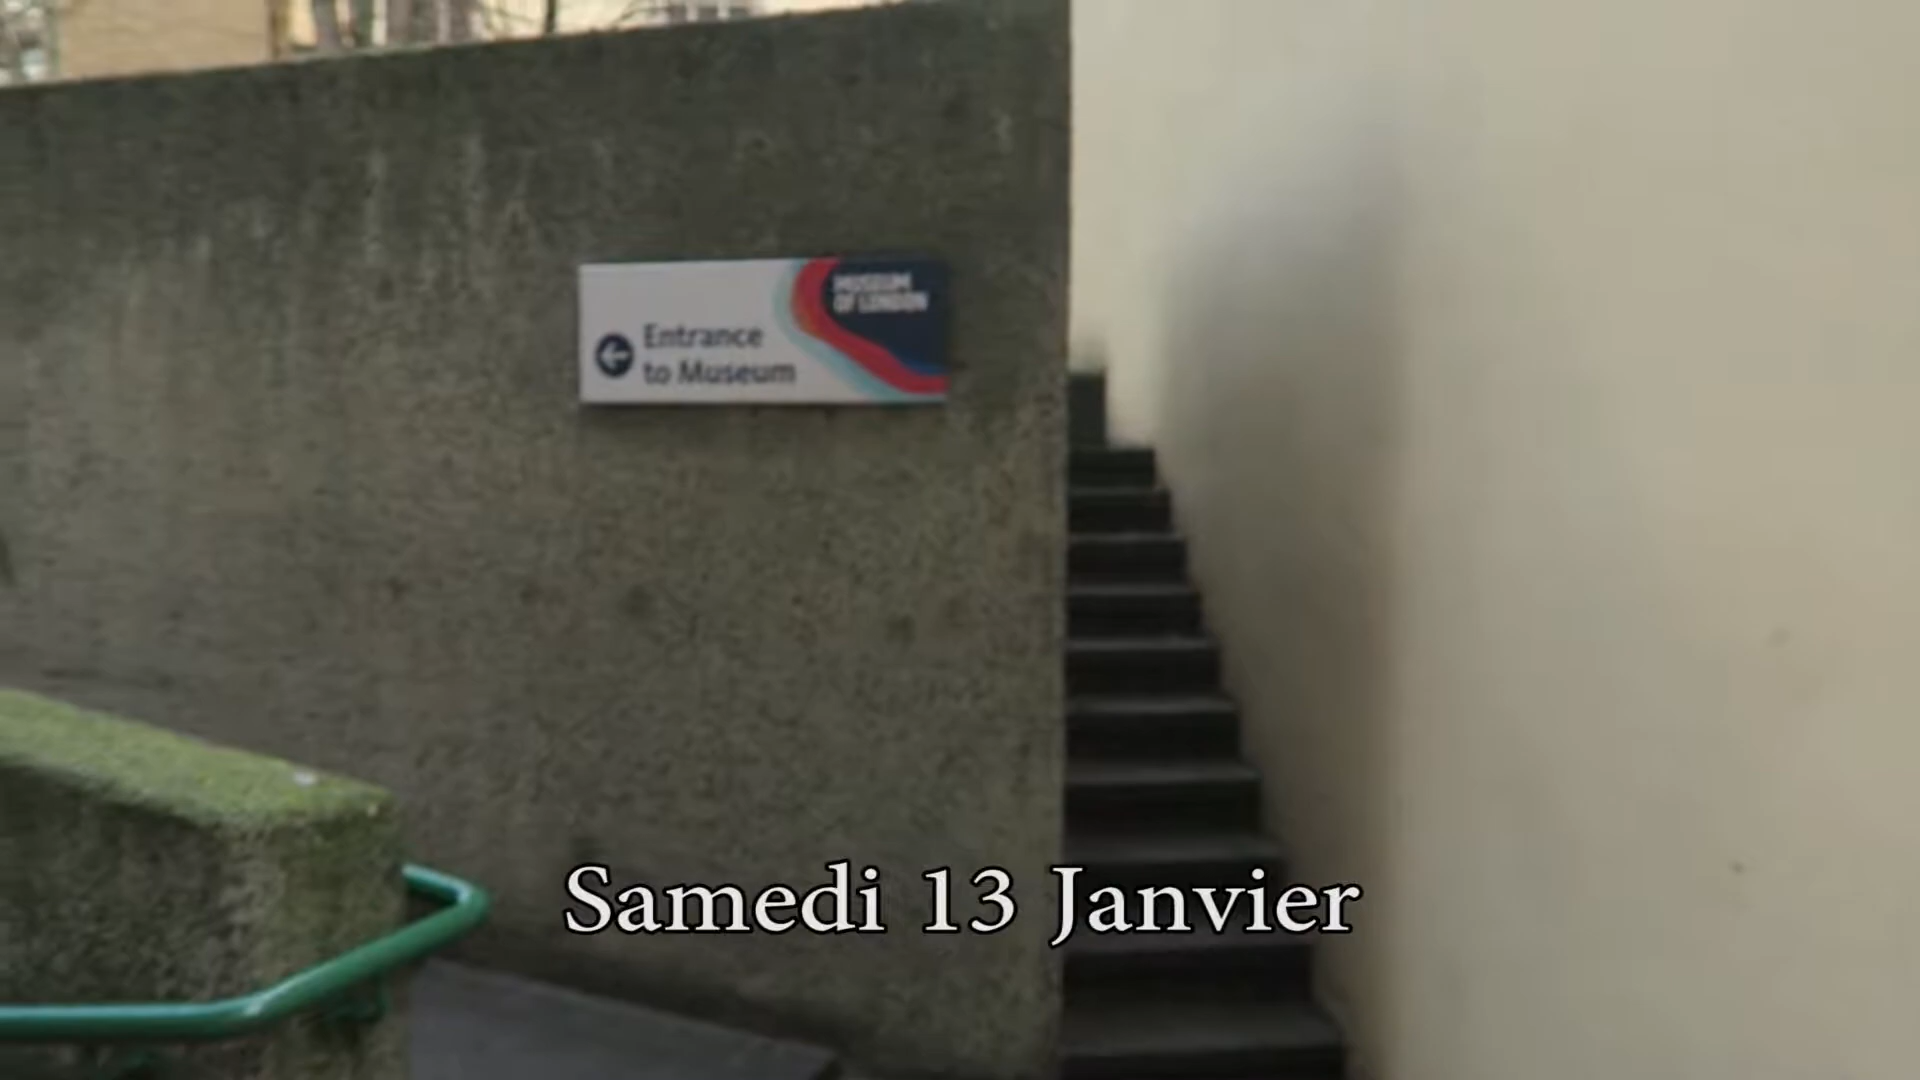 MUSEUM
OF LONDON
Entrance
to Museum
Samedi 13 Janvier